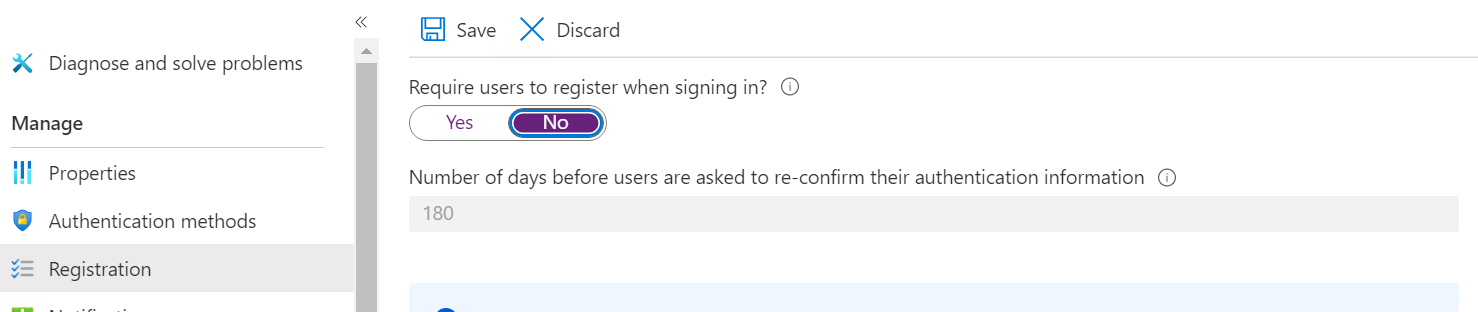 «
Save Discard
Diagnose and solve problems
Require users to register when signing in?
Yes No
Manage
Properties
Number of days before users are asked to re-confirm their authentication information
180
Authentication methods
Registration